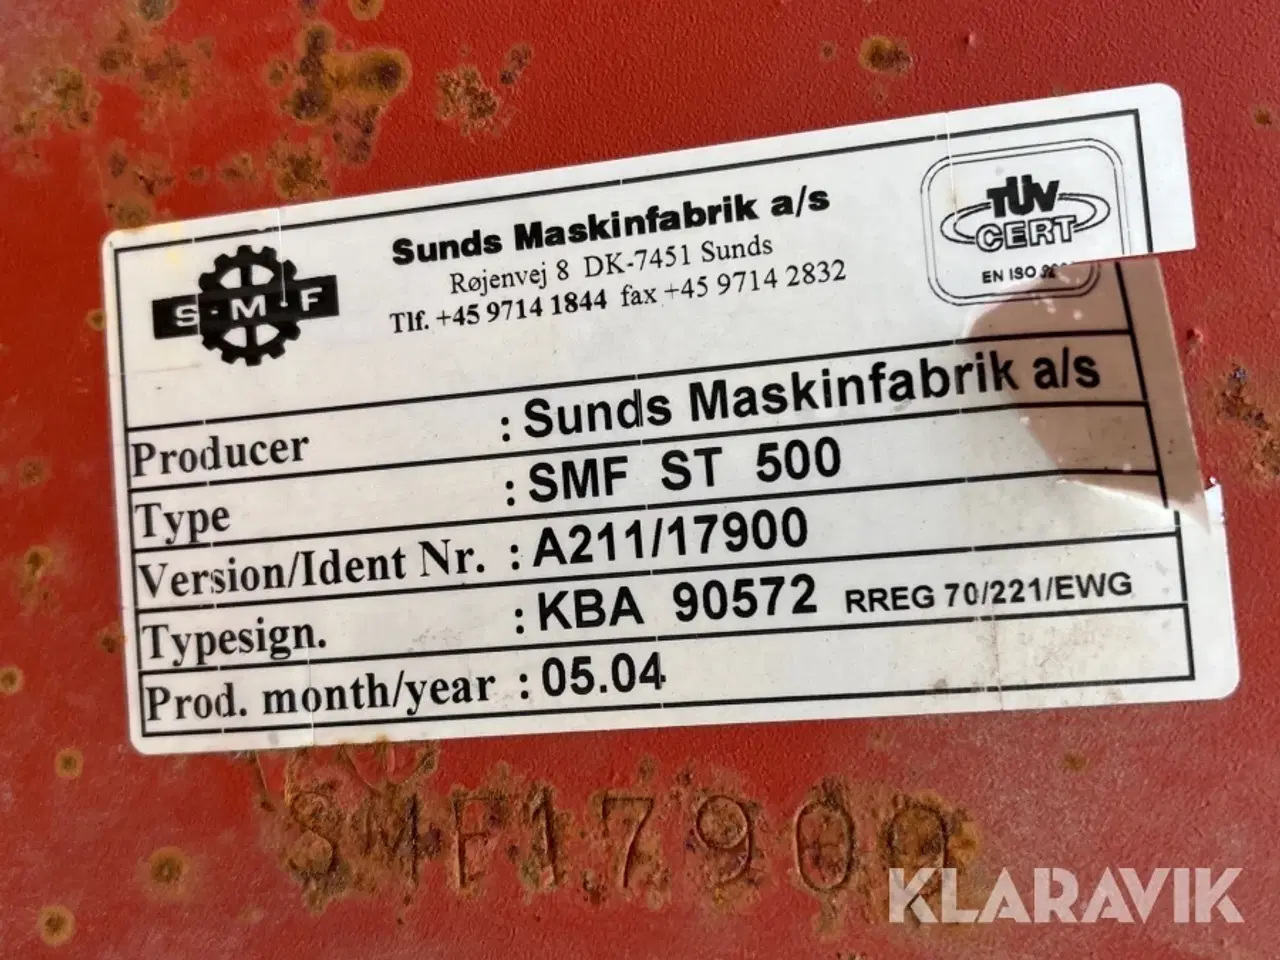 S·M·F
Sunds Maskinfabrik a/s
Røjenvej 8 DK-7451 Sunds
Tlf. +45 9714 1844 fax +45 9714 2832
TÜV
CERT
EN ISO
Producer : Sunds Maskinfabrik a/s
Type : SMF ST 500
Version/Ident Nr. : A211/17900
Typesign. : KBA 90572 RREG 70/221/EWG
Prod. month/year : 05.04
SMF17900
KLARAVIK